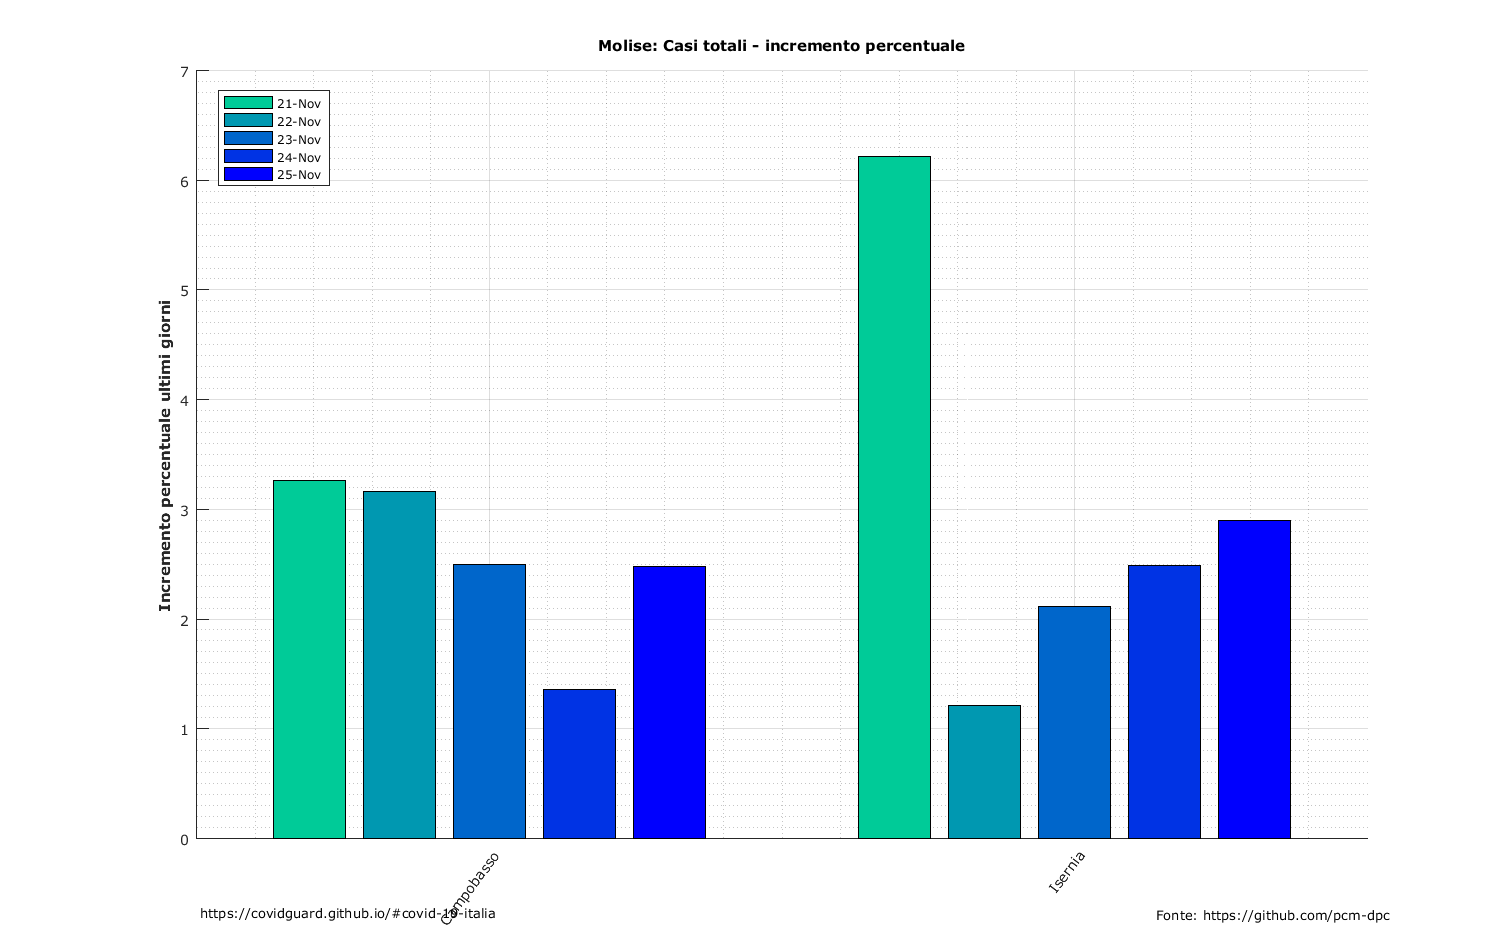 Molise: Casi totali - incremento percentuale
7
6
5
4
3
2
1
0
Incremento percentuale ultimi giorni
21-Nov
22-Nov
23-Nov
24-Nov
25-Nov
Campobasso
Isernia
https://covidguard.github.io/#covid-19-italia
Fonte: https://github.com/pcm-dpc